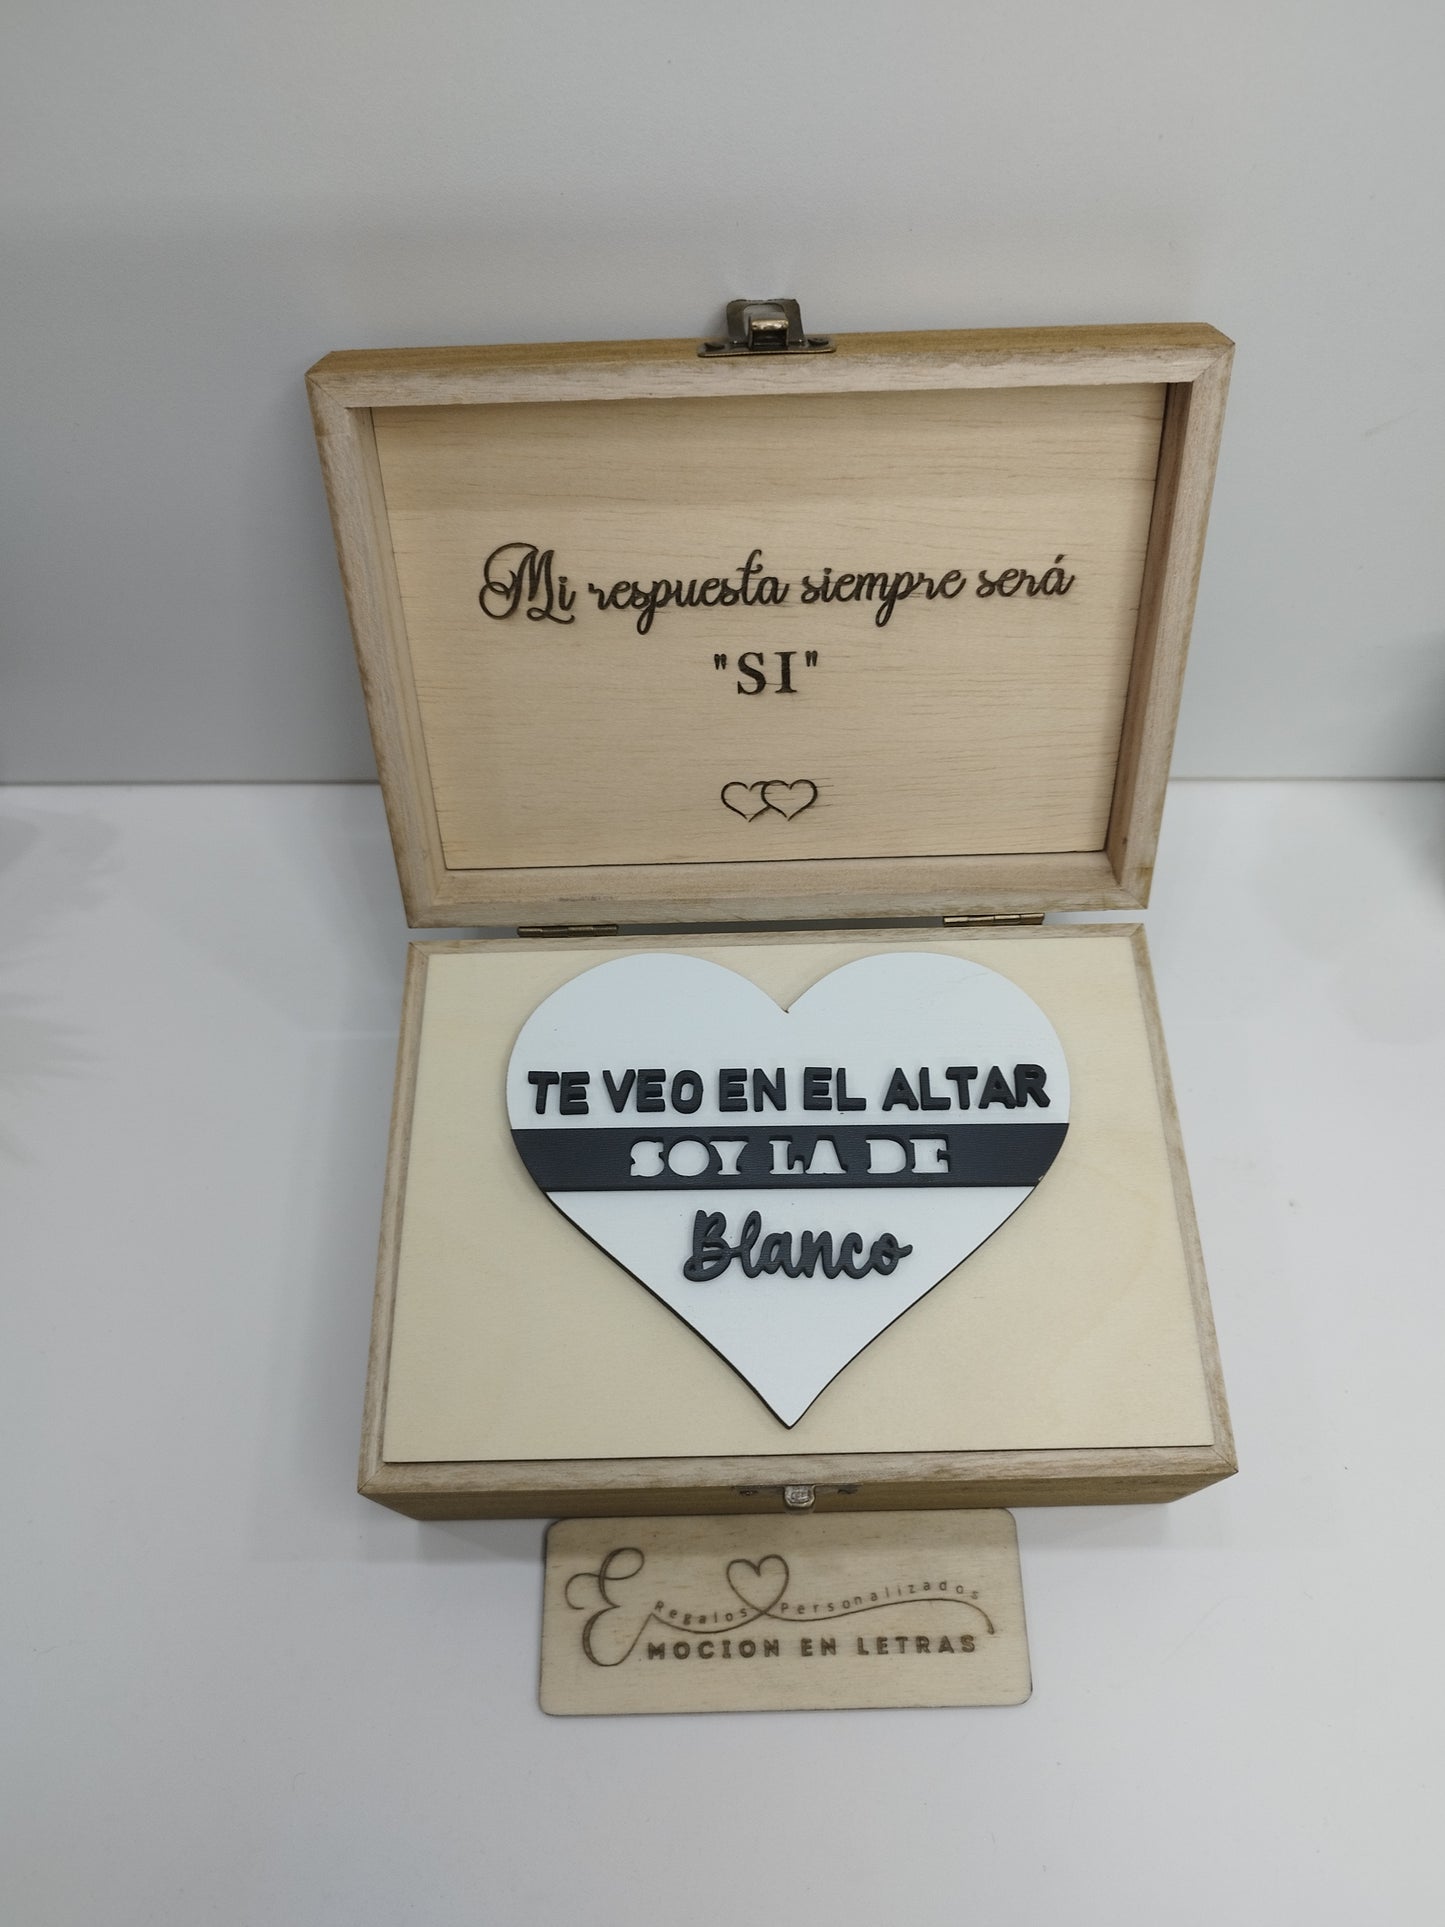 Mi respuesta siempre será
"SI"
TE VEO EN EL ALTAR
SOY LA DE
Blanco
Regalos Personalizados
EMOCION EN LETRAS